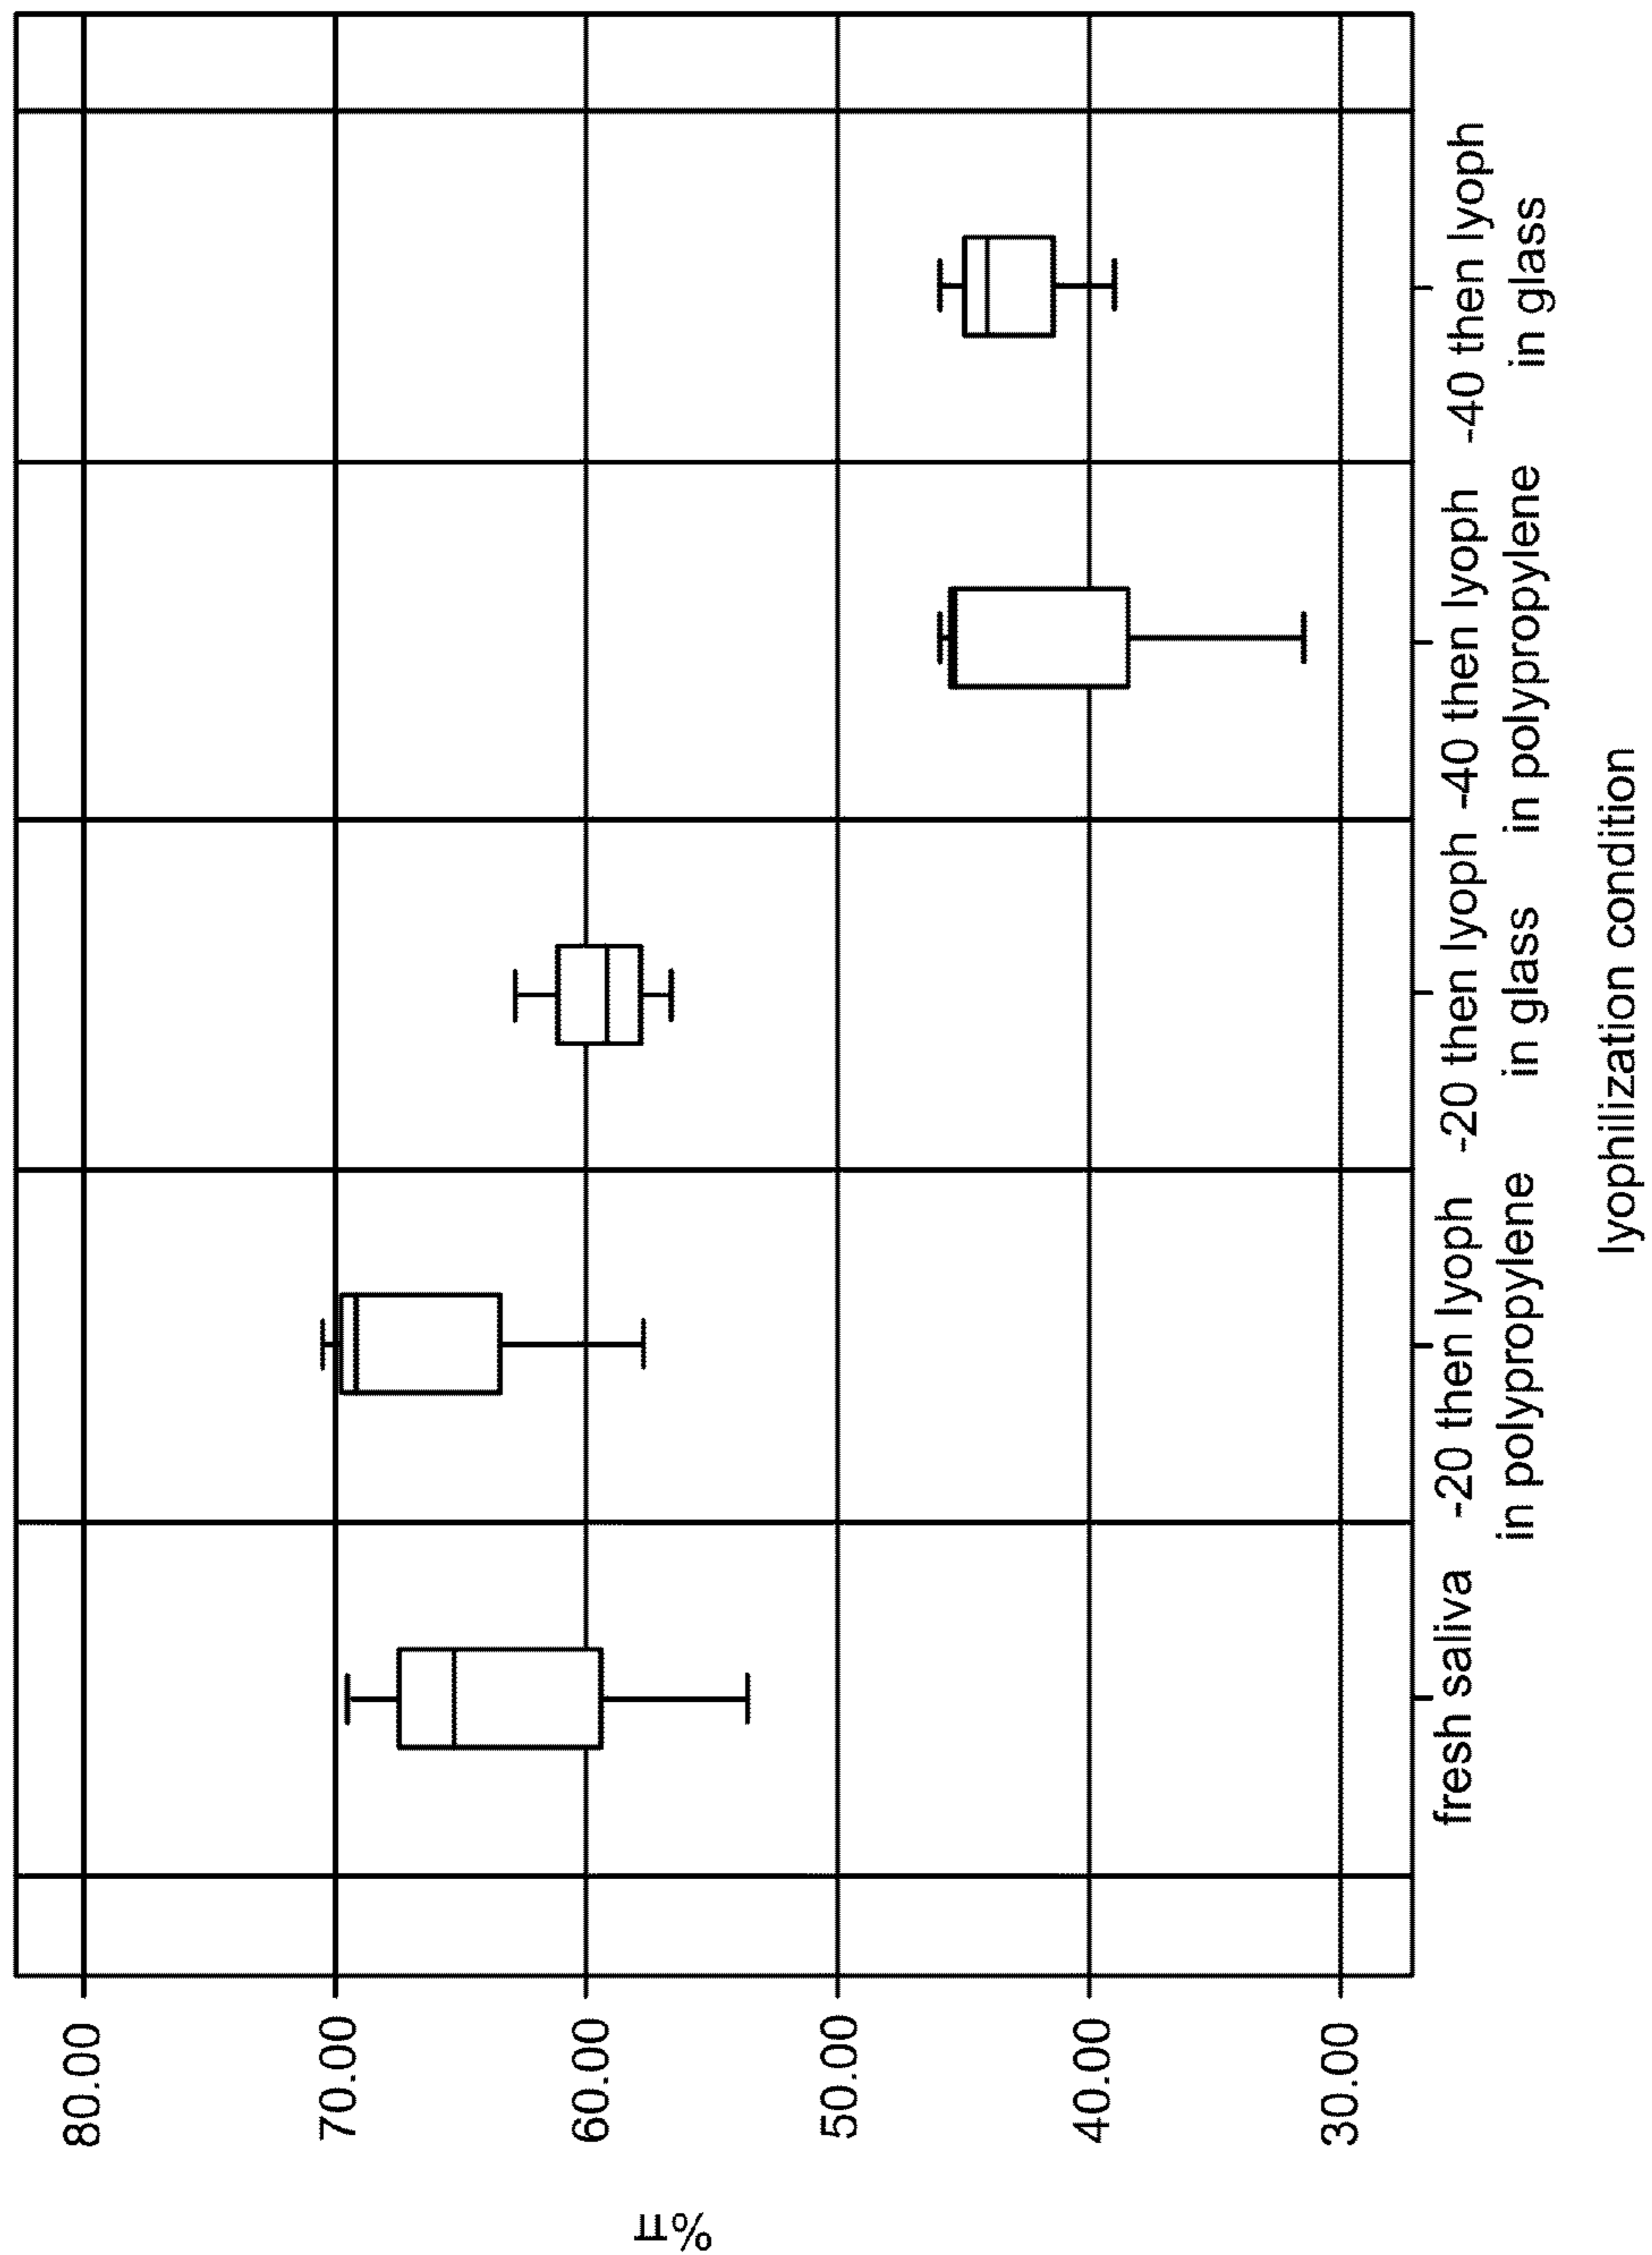 80.00
70.00
60.00
50.00
40.00
30.00
fresh saliva
-20 then lyoph
in polypropylene
-20 then lyoph
in glass
-40 then lyoph
in polypropylene
-40 then lyoph
in glass
lyophilization condition